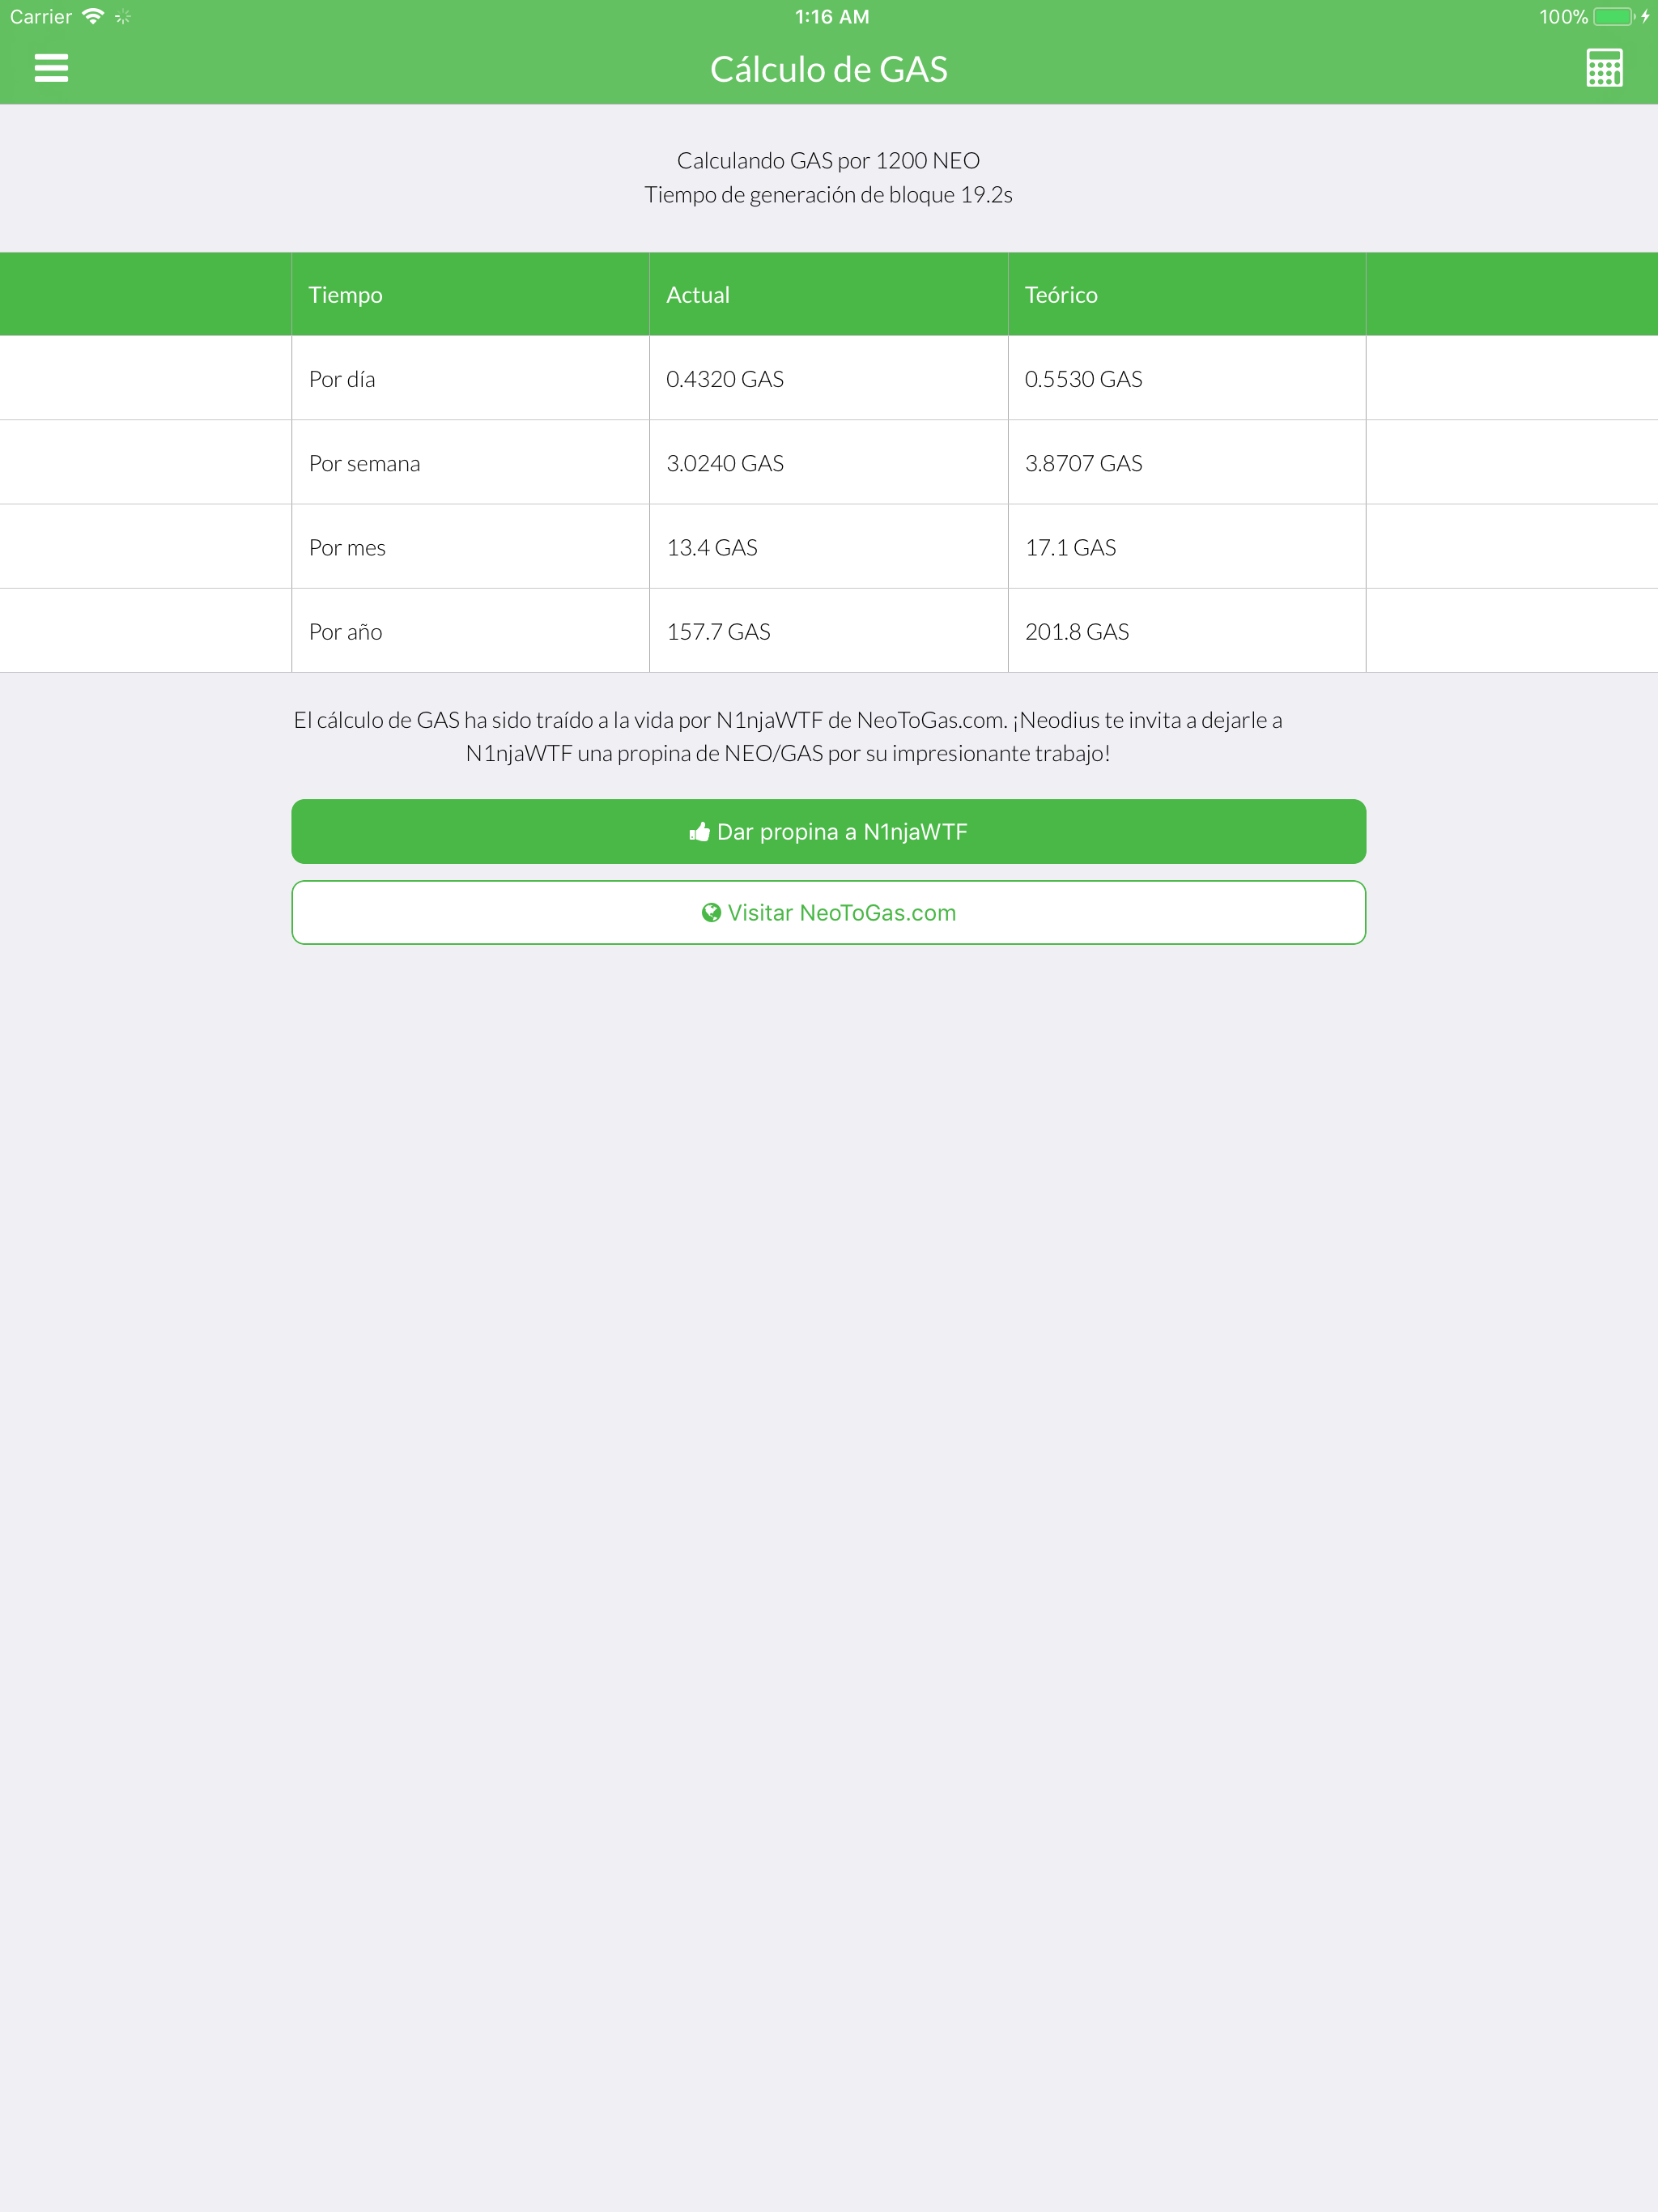 Carrier 1:16 AM 100%
Cálculo de GAS
Calculando GAS por 1200 NEO
Tiempo de generación de bloque 19.2s
Tiempo Actual Teórico
Por día 0.4320 GAS 0.5530 GAS
Por semana 3.0240 GAS 3.8707 GAS
Por mes 13.4 GAS 17.1 GAS
Por año 157.7 GAS 201.8 GAS
El cálculo de GAS ha sido traído a la vida por N1njaWTF de NeoToGas.com. ¡Neodius te invita a dejarle a
N1njaWTF una propina de NEO/GAS por su impresionante trabajo!
Dar propina a N1njaWTF
Visitar NeoToGas.com